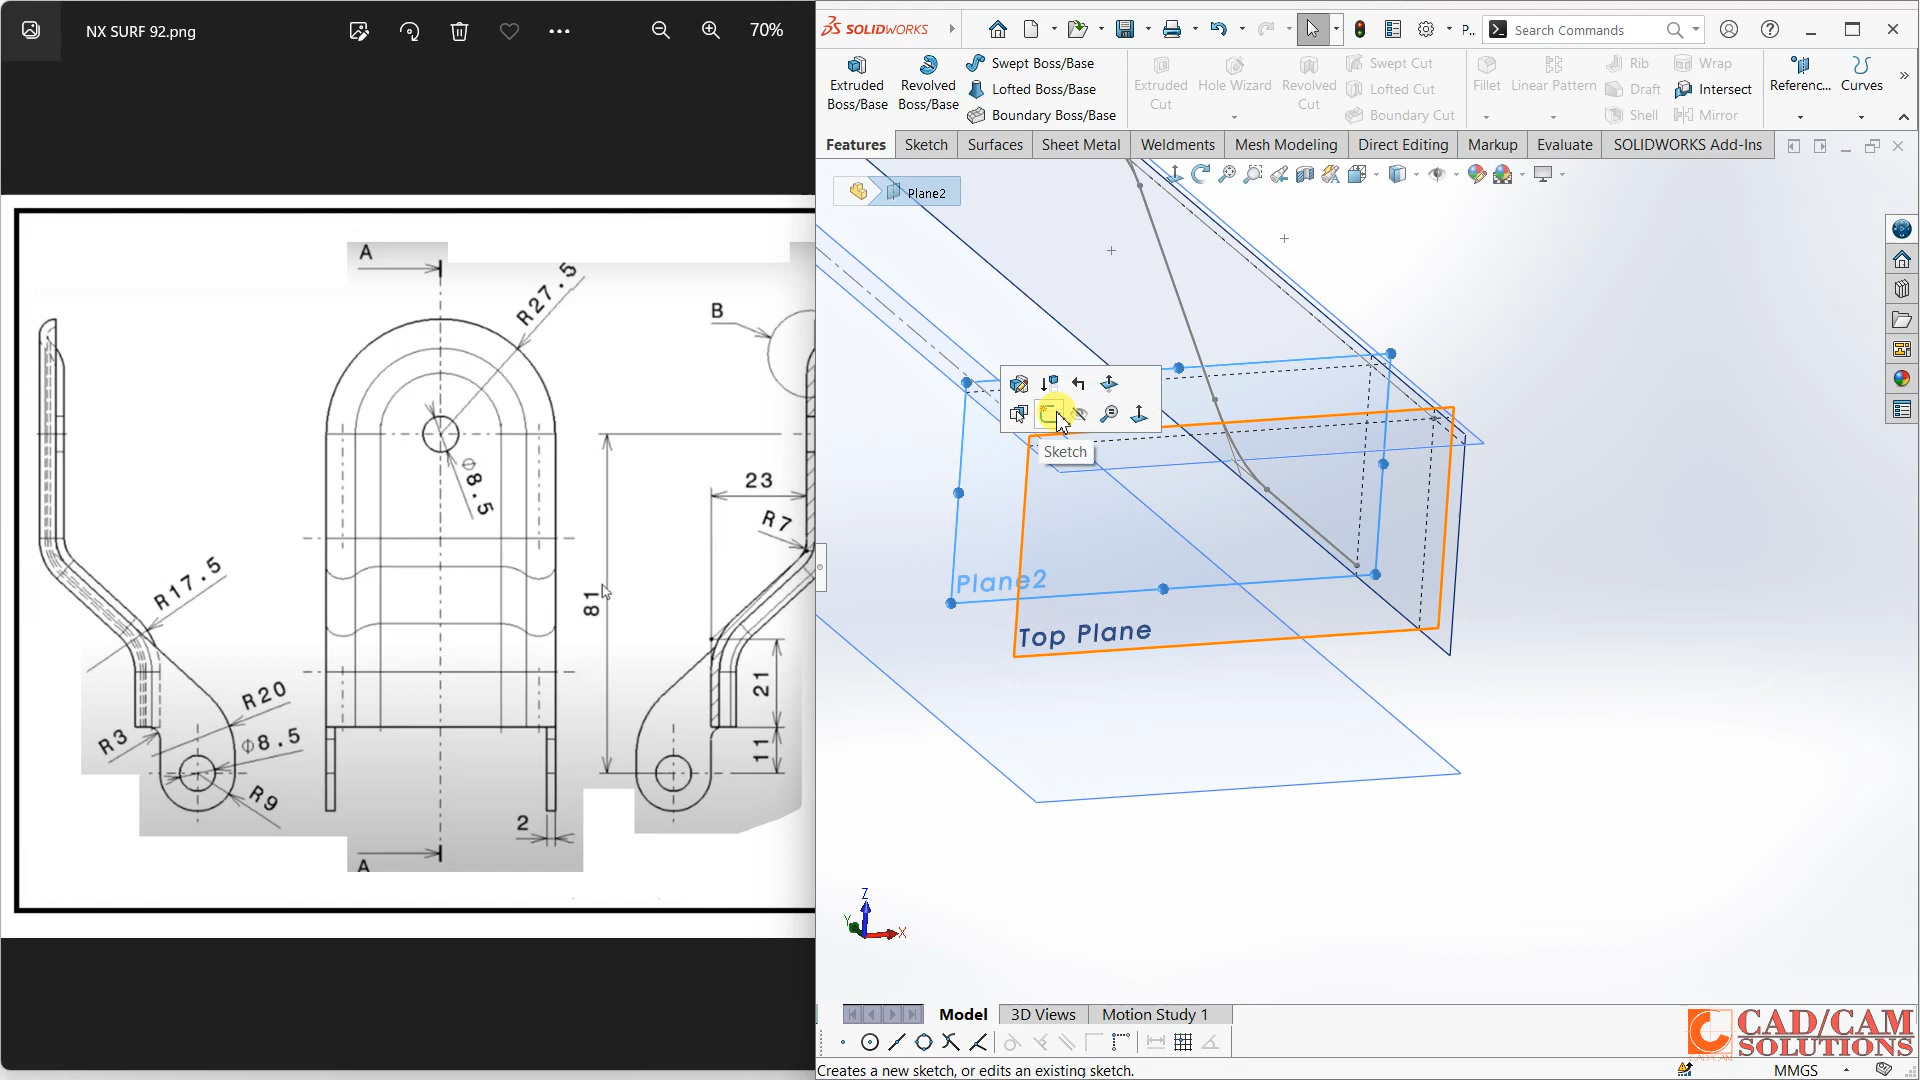 NX SURF 92.png
70%
A
R27.5
B
Φ8.5
23
R7
R17.5
81
R20
21
R3
Φ8.5
11
R9
2
A
SOLIDWORKS
P..
Search Commands
Extruded Boss/Base
Revolved Boss/Base
Swept Boss/Base
Lofted Boss/Base
Boundary Boss/Base
Extruded Cut
Hole Wizard
Revolved Cut
Swept Cut
Lofted Cut
Boundary Cut
Fillet
Linear Pattern
Rib
Draft
Shell
Wrap
Intersect
Mirror
Referenc...
Curves
Features
Sketch
Surfaces
Sheet Metal
Weldments
Mesh Modeling
Direct Editing
Markup
Evaluate
SOLIDWORKS Add-Ins
Plane2
Sketch
Plane2
Top Plane
Z
Y
X
Model
3D Views
Motion Study 1
CAD/CAM
SOLUTIONS
Creates a new sketch, or edits an existing sketch.
MMGS